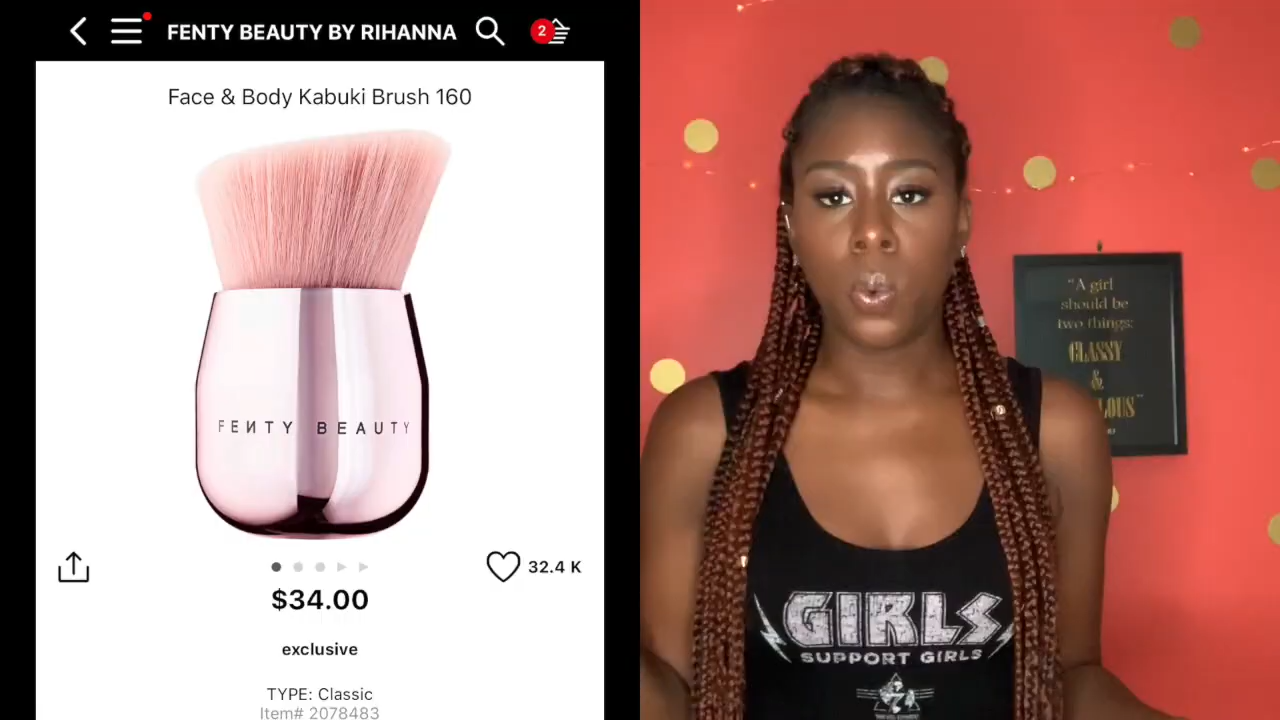 FENTY BEAUTY BY RIHANNA
2
Face & Body Kabuki Brush 160
FENTY BEAUTY
32.4 K
$34.00
exclusive
TYPE: Classic
Item# 2078483
"A girl
should be
two things:
CLASSY
&
LOUS"
GIRLS
SUPPORT GIRLS